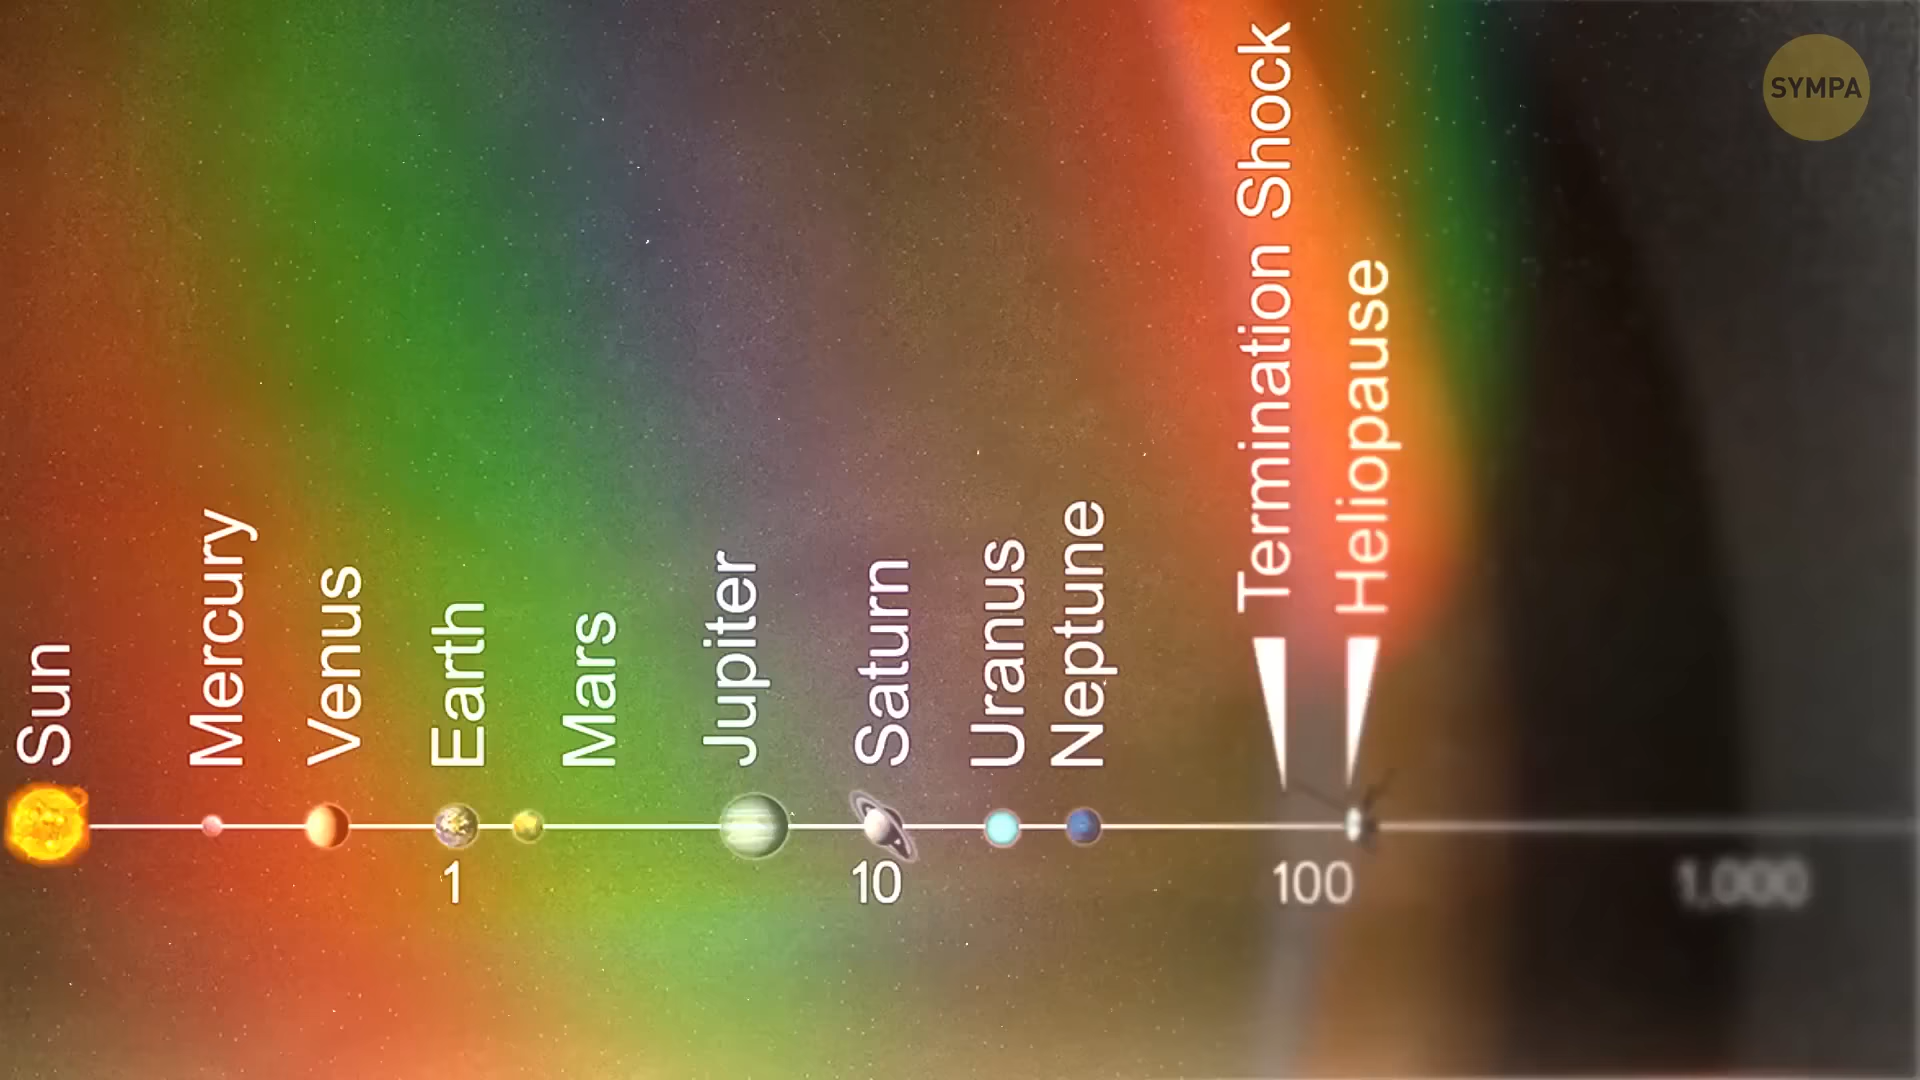 SYMPA
Sun
Mercury
Venus
Earth
Mars
Jupiter
Saturn
Uranus
Neptune
Termination Shock
Heliopause
1
10
100
1,000